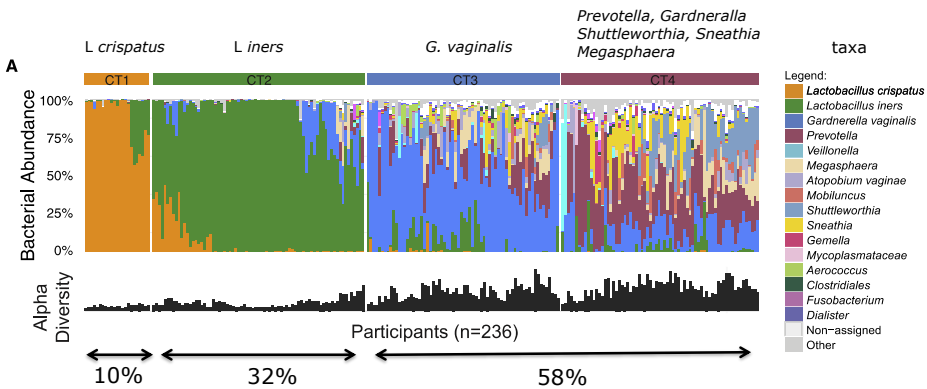 Prevotella, Gardneralla
Shuttleworthia, Sneathia
Megasphaera
L crispatus
L iners
G. vaginalis
taxa
A
CT1
CT2
CT3
CT4
Bacterial Abundance
100%
75%
50%
25%
0%
Alpha
Diversity
Participants (n=236)
10%
32%
58%
Legend:
Lactobacillus crispatus
Lactobacillus iners
Gardnerella vaginalis
Prevotella
Veillonella
Megasphaera
Atopobium vaginae
Mobiluncus
Shuttleworthia
Sneathia
Gemella
Mycoplasmataceae
Aerococcus
Clostridiales
Fusobacterium
Dialister
Non−assigned
Other